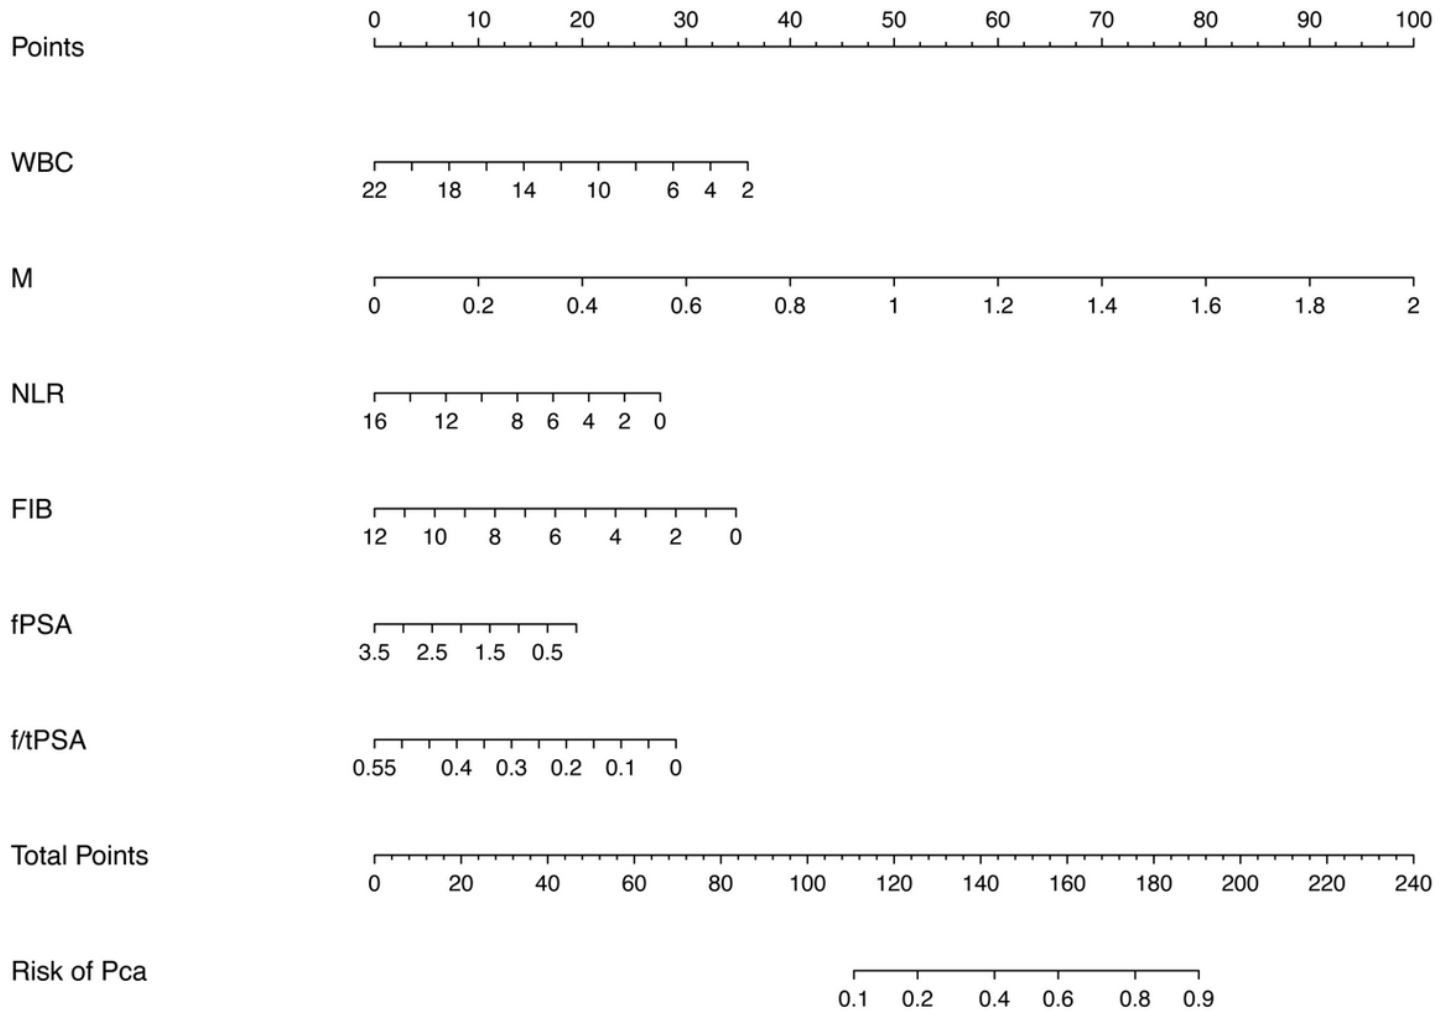 0 10 20 30 40 50 60 70 80 90 100
Points
WBC
22 18 14 10 6 4 2
M
0 0.2 0.4 0.6 0.8 1 1.2 1.4 1.6 1.8 2
NLR
16 12 8 6 4 2 0
FIB
12 10 8 6 4 2 0
fPSA
3.5 2.5 1.5 0.5
f/tPSA
0.55 0.4 0.3 0.2 0.1 0
Total Points
0 20 40 60 80 100 120 140 160 180 200 220 240
Risk of Pca
0.1 0.2 0.4 0.6 0.8 0.9